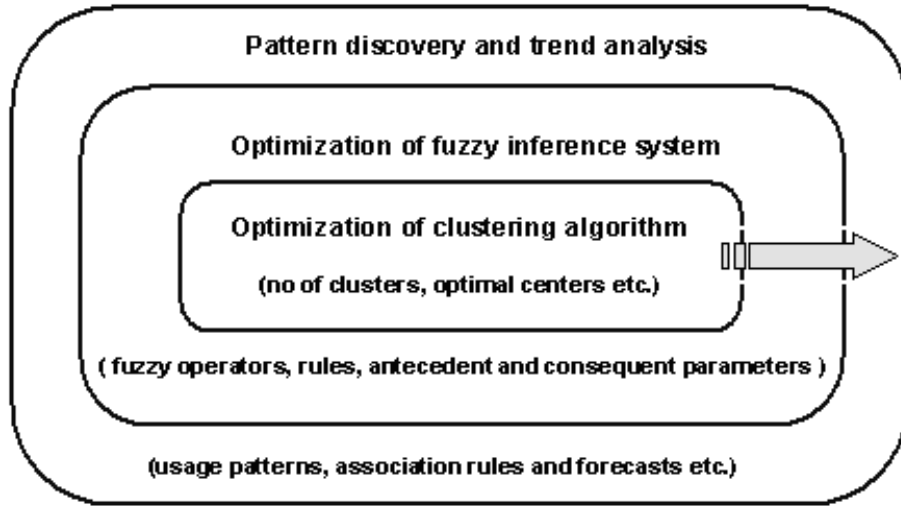 Pattern discovery and trend analysis
Optimization of fuzzy inference system
Optimization of clustering algorithm
(no of clusters, optimal centers etc.)
( fuzzy operators, rules, antecedent and consequent parameters )
(usage patterns, association rules and forecasts etc.)